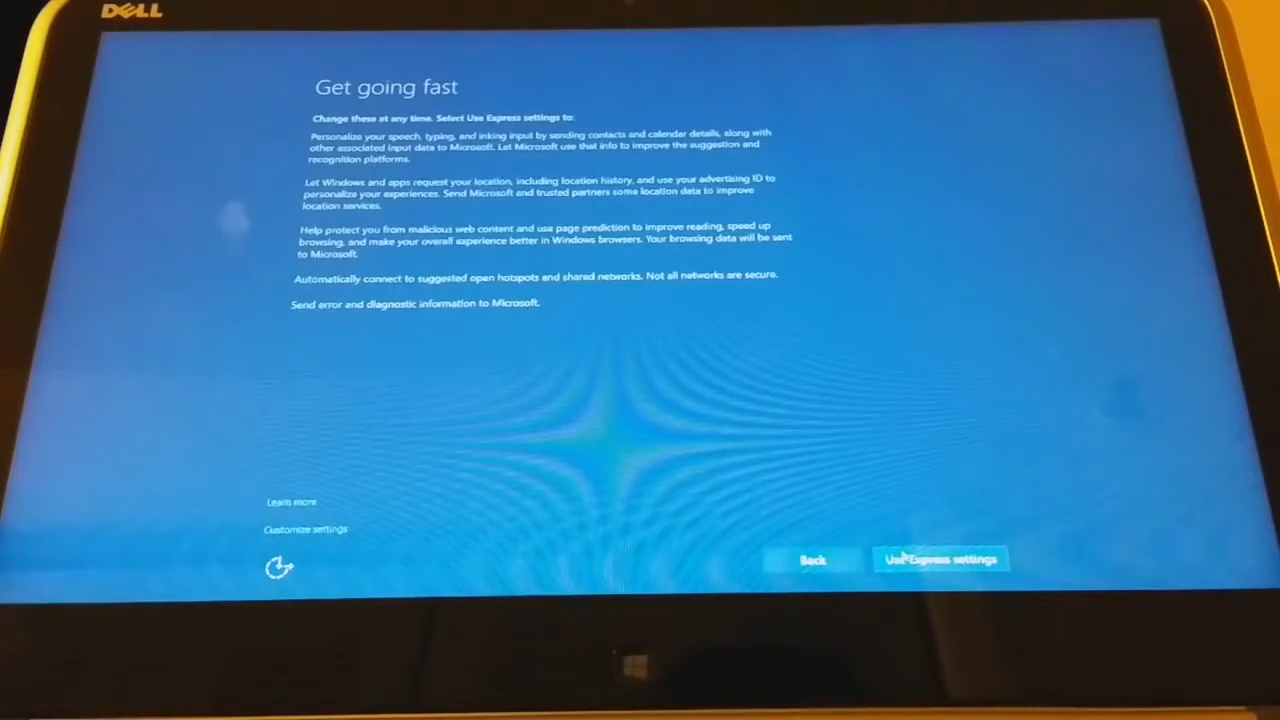 DELL
Get going fast
Change these at any time. Select Use Express settings to:
Personalize your speech, typing, and inking input by sending contacts and calendar details, along with
other associated input data to Microsoft. Let Microsoft use that info to improve the suggestion and
recognition platforms.
Let Windows and apps request your location, including location history, and use your advertising ID to
personalize your experiences. Send Microsoft and trusted partners some location data to improve
location services.
Help protect you from malicious web content and use page prediction to improve reading, speed up
browsing, and make your overall experience better in Windows browsers. Your browsing data will be sent
to Microsoft.
Automatically connect to suggested open hotspots and shared networks. Not all networks are secure.
Send error and diagnostic information to Microsoft.
Learn more
Customize settings
Back
Use Express settings